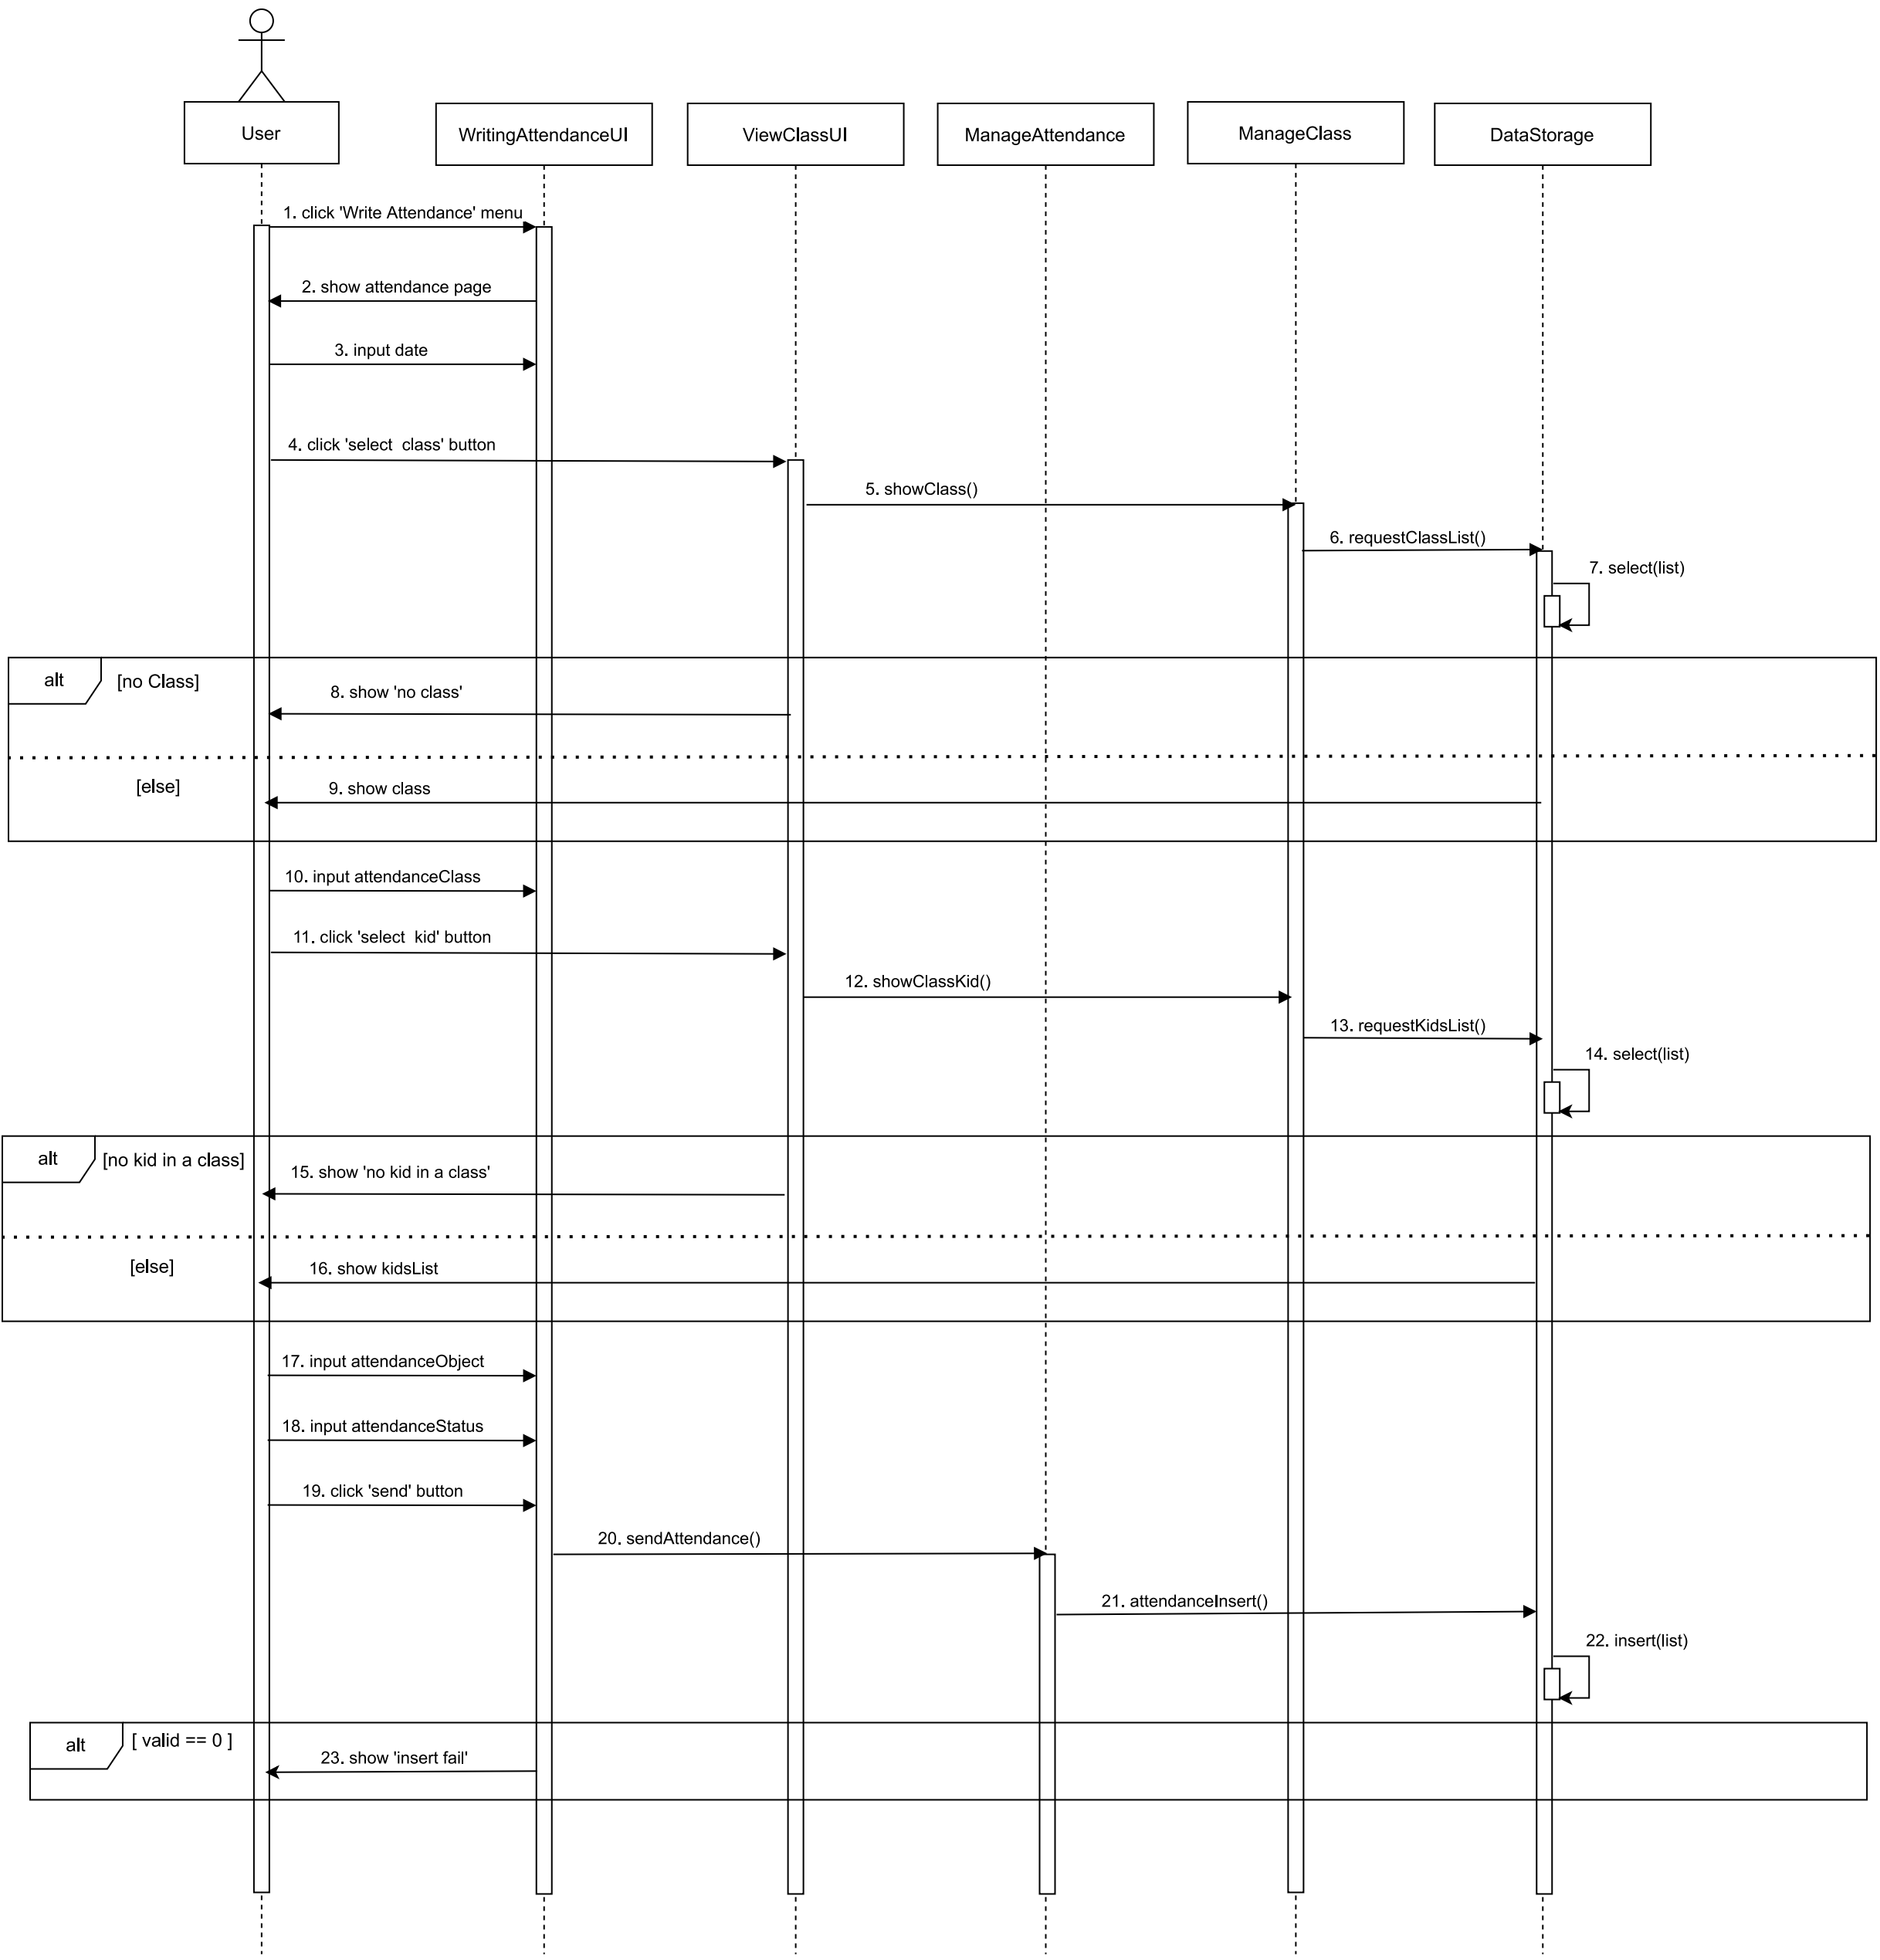 User
WritingAttendanceUI
ViewClassUI
ManageAttendance
ManageClass
DataStorage
1. click 'Write Attendance' menu
2. show attendance page
3. input date
4. click 'select  class' button
5. showClass()
6. requestClassList()
7. select(list)
alt
[no Class]
8. show 'no class'
[else]
9. show class
10. input attendanceClass
11. click 'select  kid' button
12. showClassKid()
13. requestKidsList()
14. select(list)
alt
[no kid in a class]
15. show 'no kid in a class'
[else]
16. show kidsList
17. input attendanceObject
18. input attendanceStatus
19. click 'send' button
20. sendAttendance()
21. attendanceInsert()
22. insert(list)
alt
[ valid == 0 ]
23. show 'insert fail'